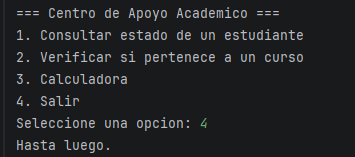 === Centro de Apoyo Academico ===
1. Consultar estado de un estudiante
2. Verificar si pertenece a un curso
3. Calculadora
4. Salir
Seleccione una opcion: 4
Hasta luego.